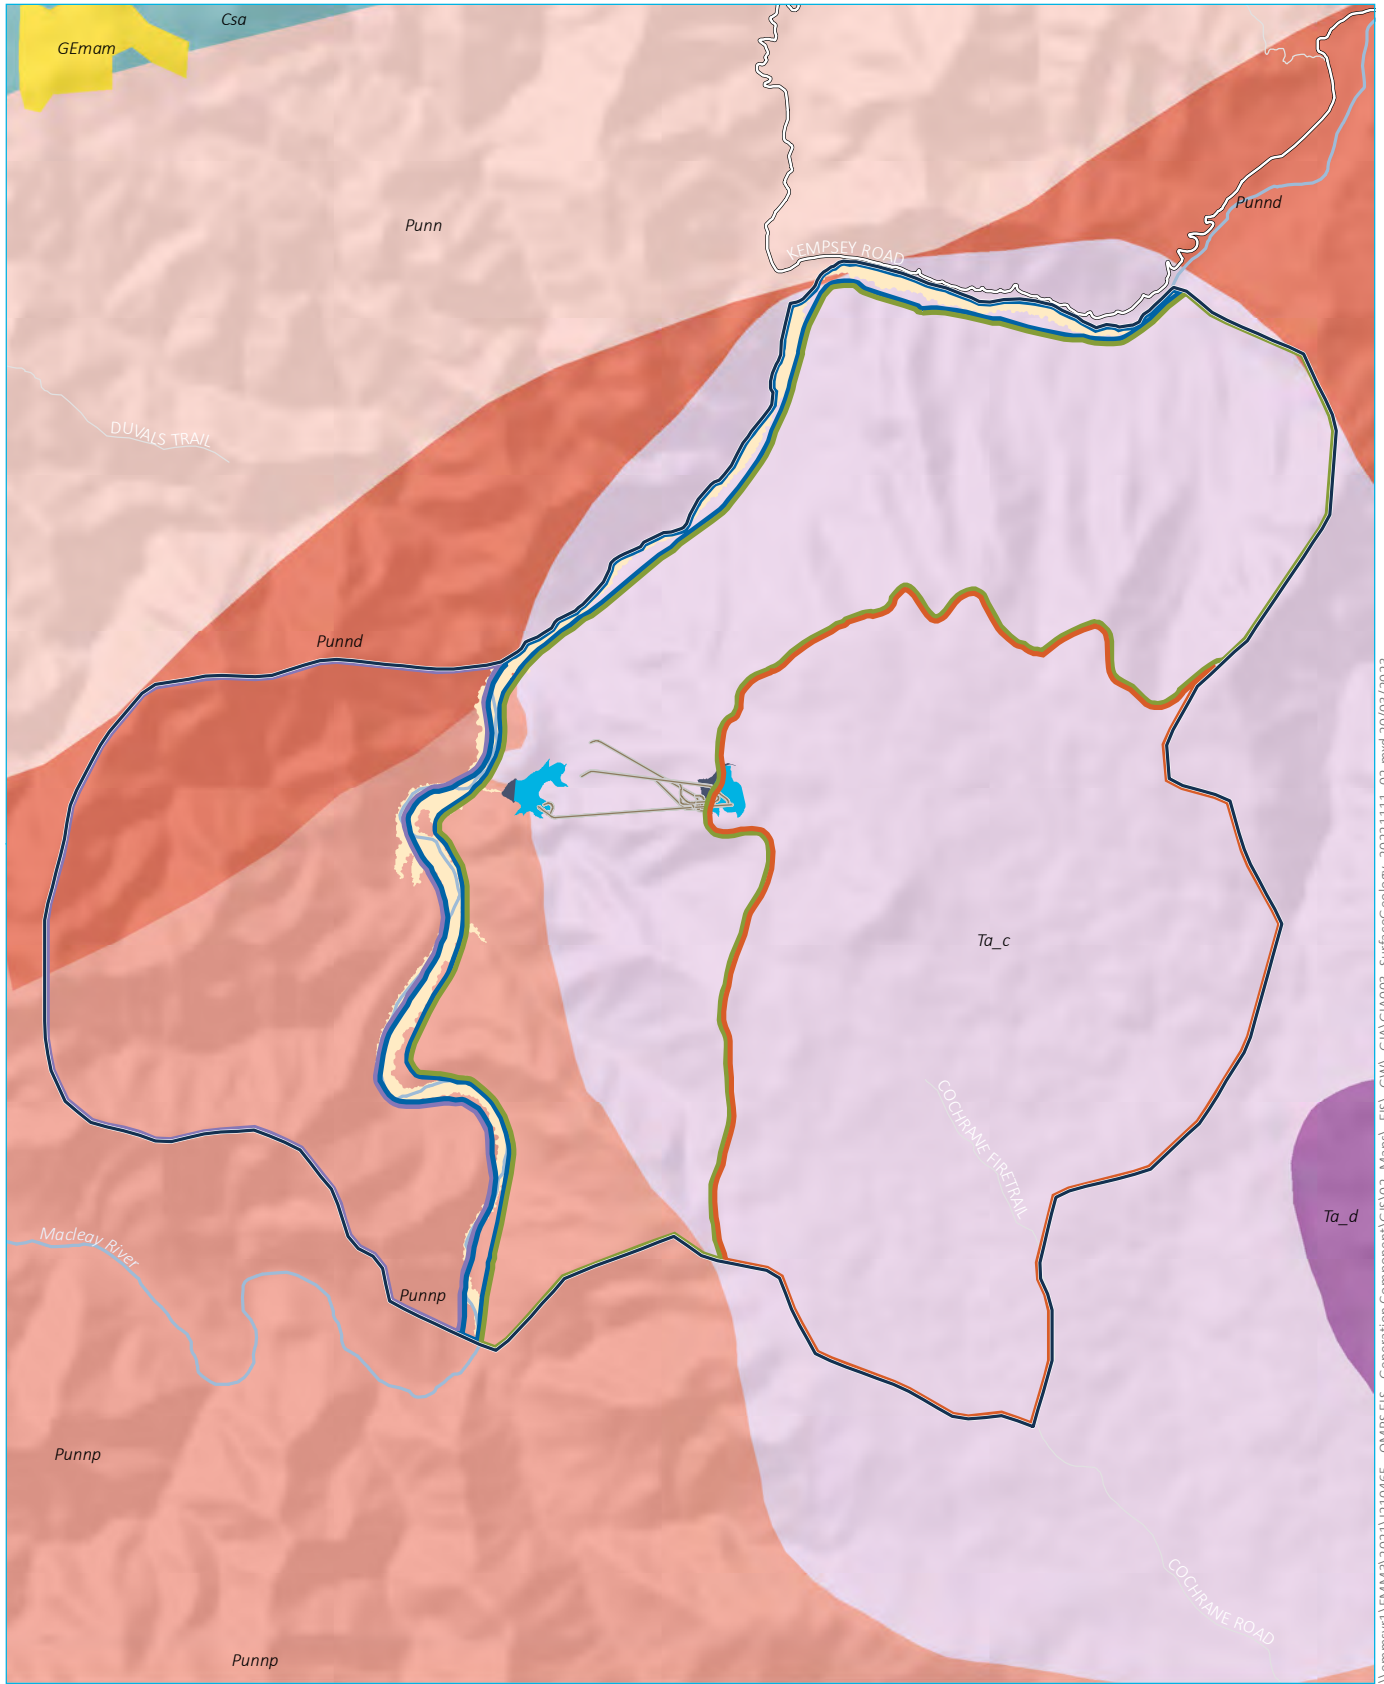 Csa
GEmam
Punnd
Punn
KEMPSEY ROAD
DUVALS TRAIL
Punnd
Ta_c
COCHRANE FIRETRAIL
Ta_d
Macleay River
Punnp
Punnp
COCHRANE ROAD
Punnp